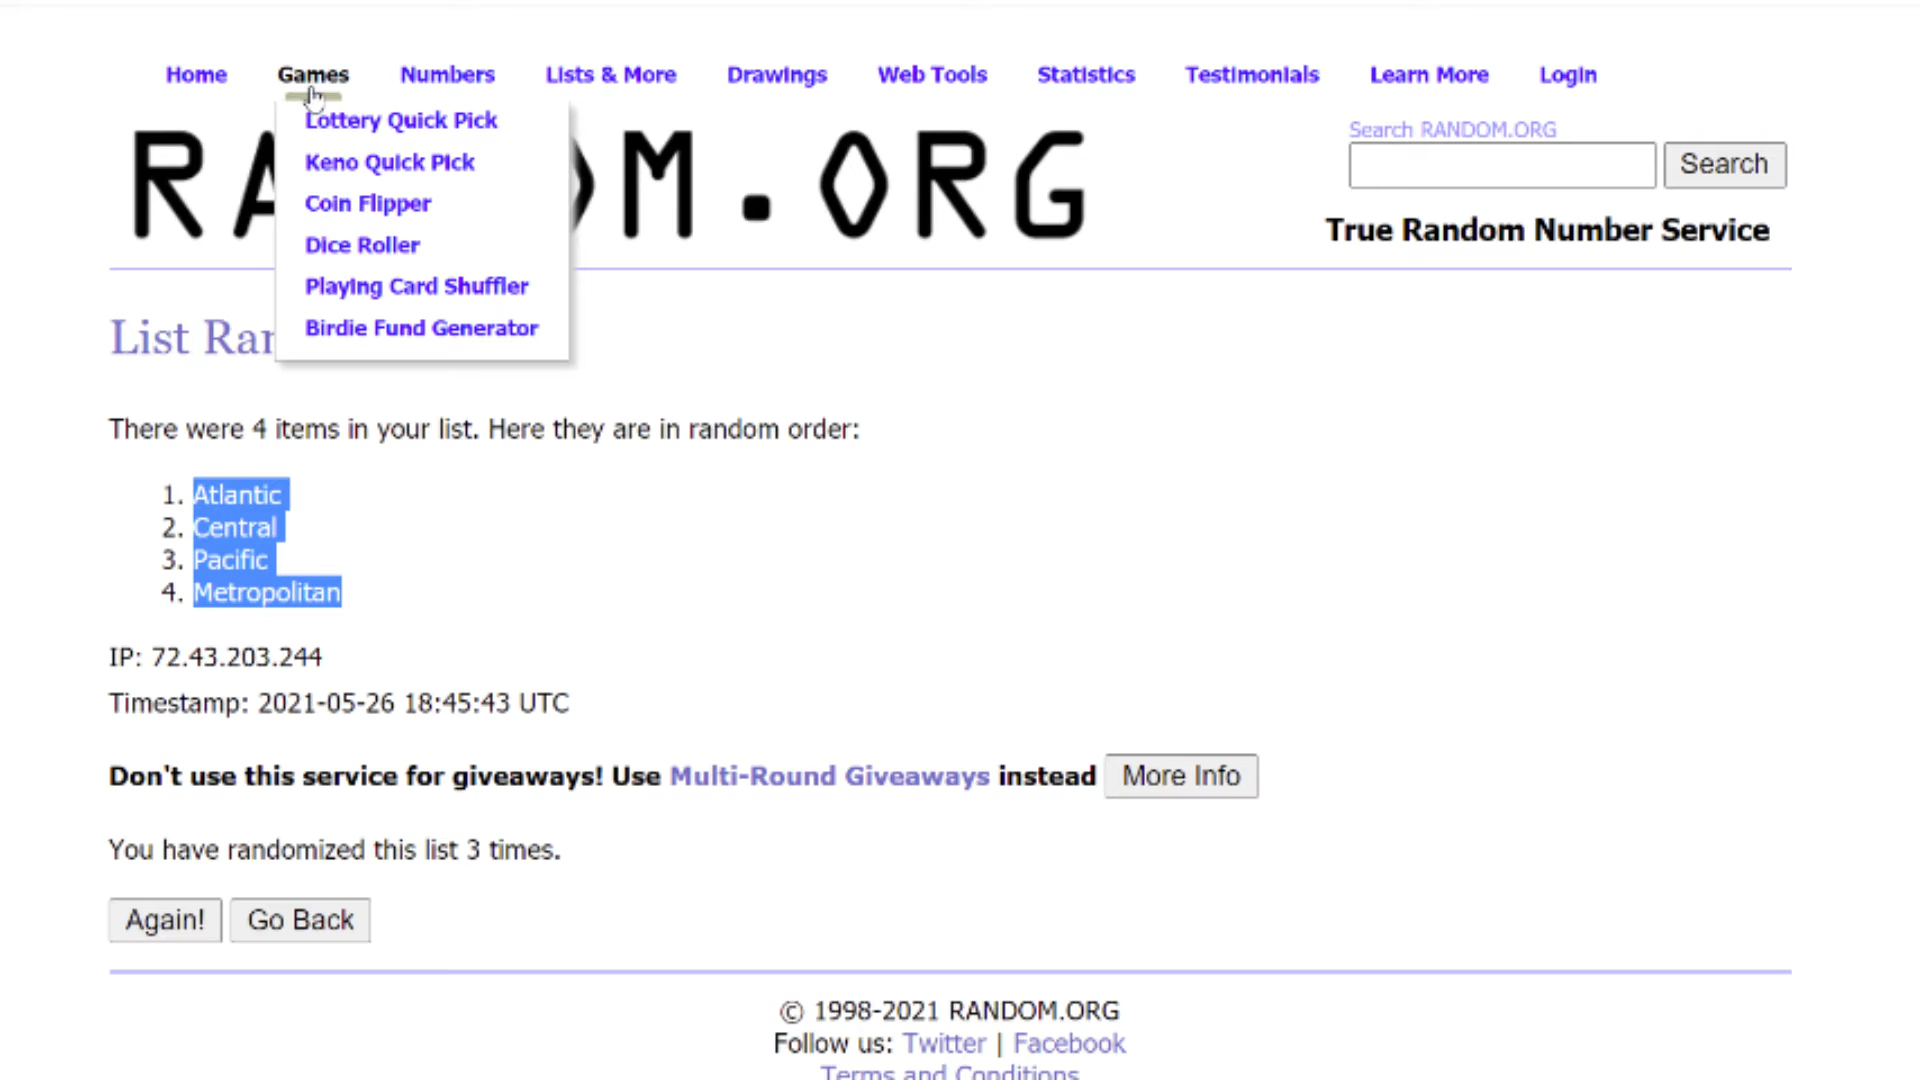 Home Games Numbers Lists & More Drawings Web Tools Statistics Testimonials Learn More Login
Lottery Quick Pick
Keno Quick Pick
Coin Flipper
Dice Roller
Playing Card Shuffler
Birdie Fund Generator
Search RANDOM.ORG
Search
True Random Number Service
There were 4 items in your list. Here they are in random order:
1. Atlantic
2. Central
3. Pacific
4. Metropolitan
IP: 72.43.203.244
Timestamp: 2021-05-26 18:45:43 UTC
Don't use this service for giveaways! Use Multi-Round Giveaways instead More Info
You have randomized this list 3 times.
Again! Go Back
© 1998-2021 RANDOM.ORG
Follow us: Twitter | Facebook
Terms and Conditions